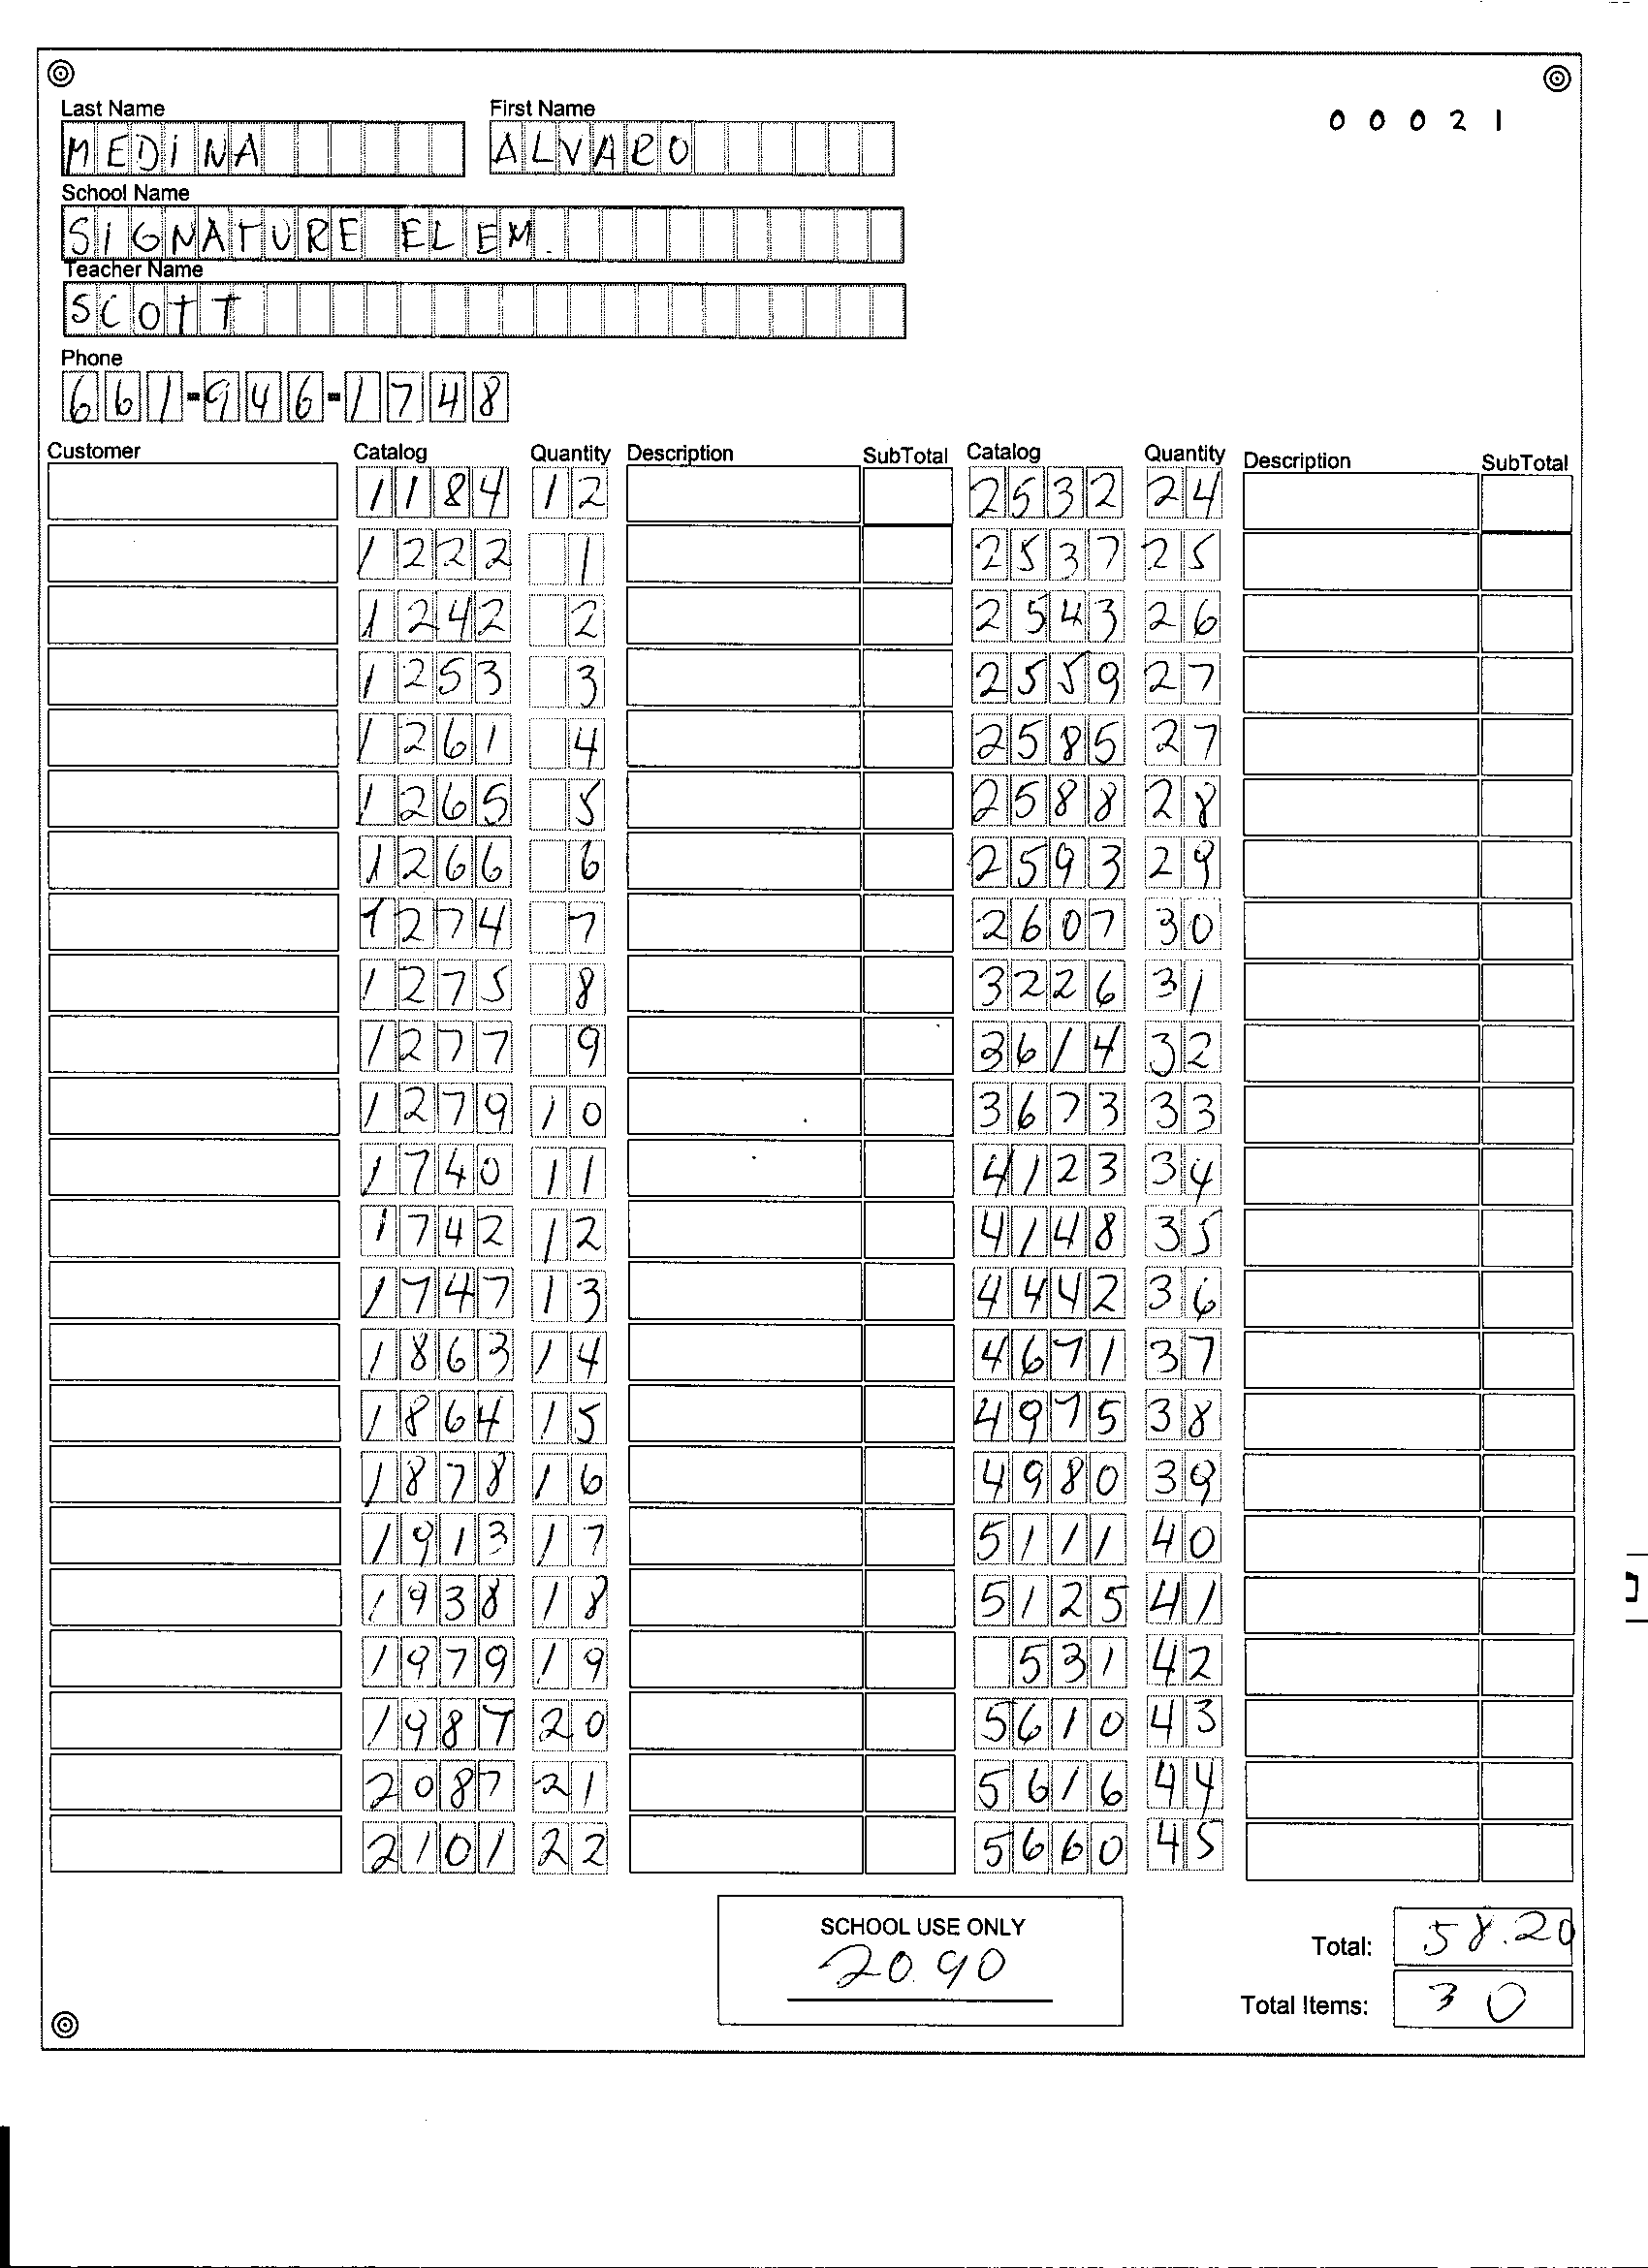 Last Name First Name 0 0 0 2 1
MEDINA ALVARO
School Name
SIGNATURE ELEM.
Teacher Name
SCOTT
Phone
661-946-1748
Customer Catalog Quantity Description SubTotal Catalog Quantity Description SubTotal
1184 12 2532 24
1222 1 2537 25
1242 2 2543 26
1253 3 2559 27
1261 4 2585 27
1265 5 2588 28
1266 6 2593 29
1274 7 2607 30
1275 8 3226 31
1277 9 3614 32
1279 10 3673 33
1740 11 4123 34
1742 12 4148 35
1747 13 4442 36
1863 14 4671 37
1864 15 4975 38
1878 16 4980 39
1913 17 5111 40
1938 18 5125 41
1979 19 531 42
1987 20 5610 43
2087 21 5616 44
2101 22 5660 45
SCHOOL USE ONLY
20.90
Total: 58.20
Total Items: 30